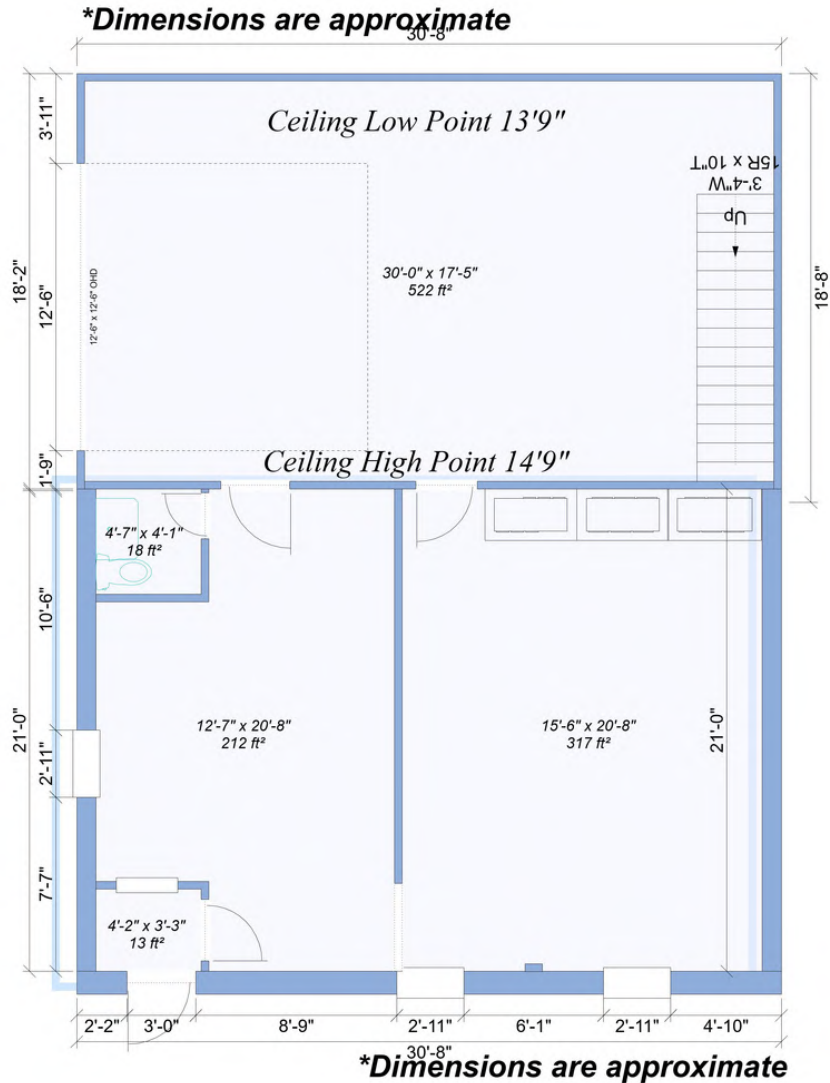 *Dimensions are approximate
30'-8"
3'-11"
Ceiling Low Point 13'9"
15R x 10"T
3'-4"W
Up
18'-2"
12'-6"
12'-6" x 12'-6" OHD
30'-0" x 17'-5"
522 ft²
18'-8"
1'-9"
Ceiling High Point 14'9"
4'-7" x 4'-1"
18 ft²
10'-6"
21'-0"
2'-11"
12'-7" x 20'-8"
212 ft²
15'-6" x 20'-8"
317 ft²
21'-0"
7'-7"
4'-2" x 3'-3"
13 ft²
2'-2" 3'-0" 8'-9" 2'-11" 6'-1" 2'-11" 4'-10"
30'-8"
*Dimensions are approximate